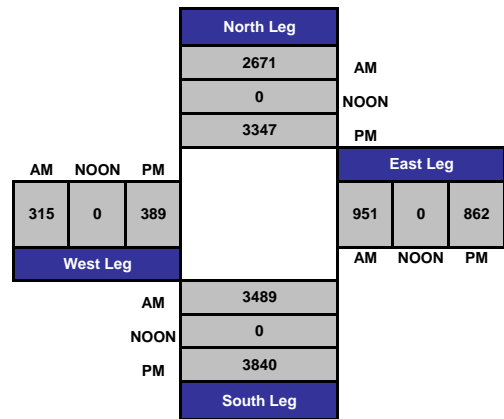 North Leg
2671 AM
0 NOON
3347 PM
AM NOON PM
East Leg
315 0 389
951 0 862
West Leg
AM NOON PM
AM 3489
NOON 0
PM 3840
South Leg